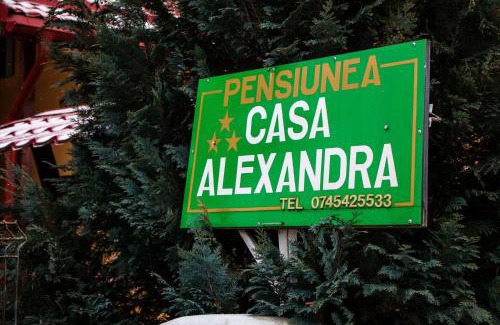 PENSIUNEA
CASA
ALEXANDRA
TEL 0745425533